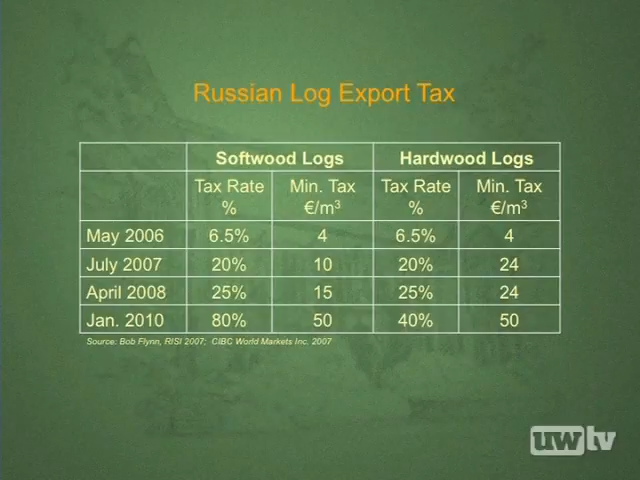 Russian Log Export Tax
Softwood Logs Hardwood Logs
Tax Rate Min. Tax Tax Rate Min. Tax
% €/m³ % €/m³
May 2006 6.5% 4 6.5% 4
July 2007 20% 10 20% 24
April 2008 25% 15 25% 24
Jan. 2010 80% 50 40% 50
Source: Bob Flynn, RISI 2007; CIBC World Markets Inc. 2007
uwtv